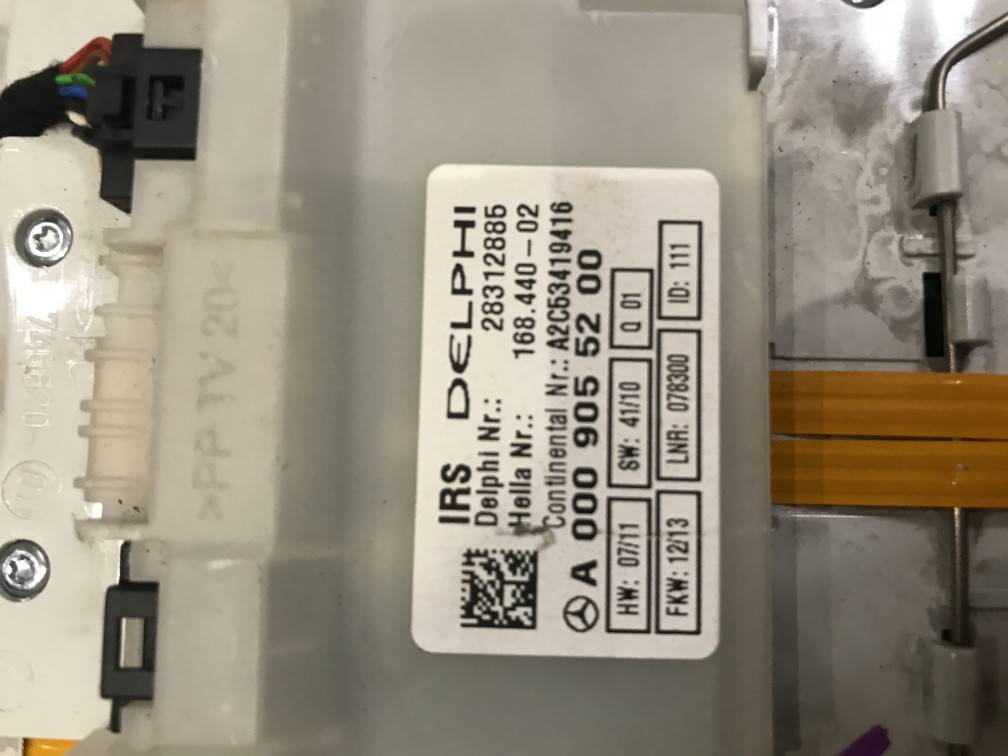 IRS DELPHI
Delphi Nr.: 28312885
Hella Nr.: 168.440-02
Continental Nr.: A2C53419416
A 000 905 52 00
HW: 07/11 SW: 41/10 Q 01
FKW: 12/13 LNR: 078300 ID: 111
>PP TV 20<